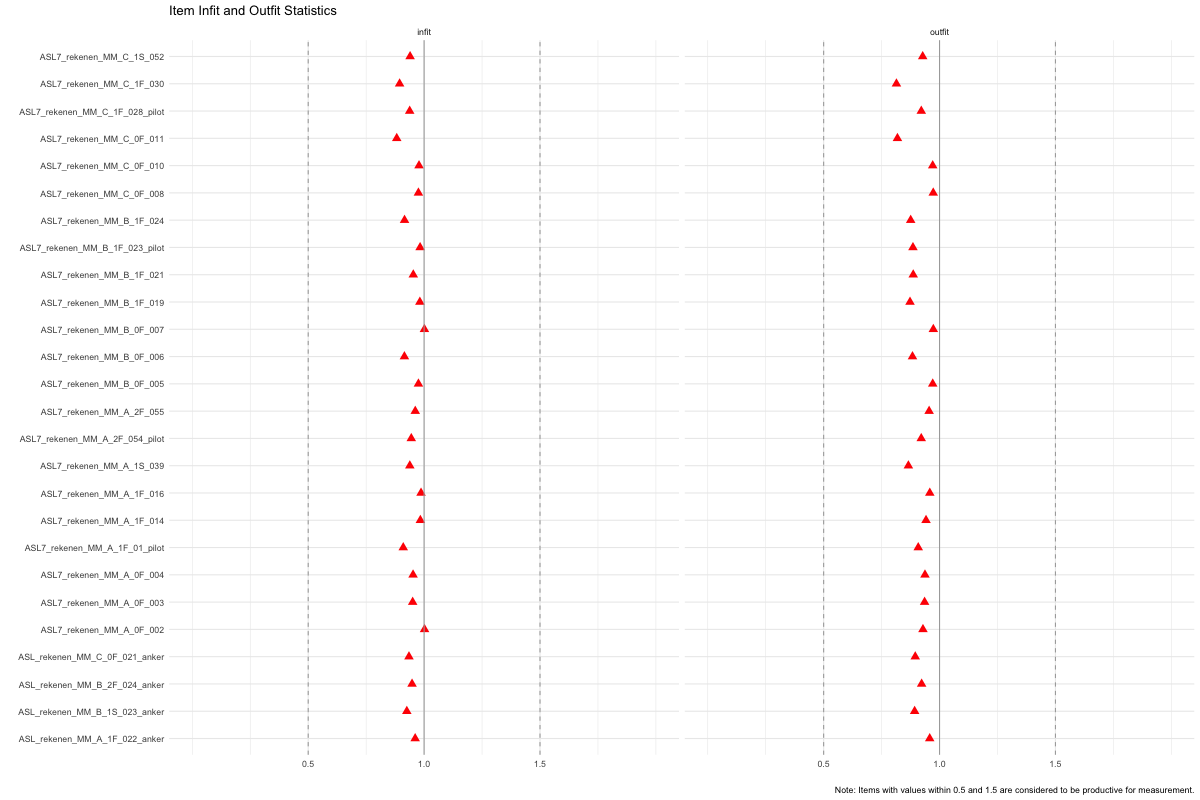 Item Infit and Outfit Statistics
infit
outfit
ASL7_rekenen_MM_C_1S_052
ASL7_rekenen_MM_C_1F_030
ASL7_rekenen_MM_C_1F_028_pilot
ASL7_rekenen_MM_C_0F_011
ASL7_rekenen_MM_C_0F_010
ASL7_rekenen_MM_C_0F_008
ASL7_rekenen_MM_B_1F_024
ASL7_rekenen_MM_B_1F_023_pilot
ASL7_rekenen_MM_B_1F_021
ASL7_rekenen_MM_B_1F_019
ASL7_rekenen_MM_B_0F_007
ASL7_rekenen_MM_B_0F_006
ASL7_rekenen_MM_B_0F_005
ASL7_rekenen_MM_A_2F_055
ASL7_rekenen_MM_A_2F_054_pilot
ASL7_rekenen_MM_A_1S_039
ASL7_rekenen_MM_A_1F_016
ASL7_rekenen_MM_A_1F_014
ASL7_rekenen_MM_A_1F_01_pilot
ASL7_rekenen_MM_A_0F_004
ASL7_rekenen_MM_A_0F_003
ASL7_rekenen_MM_A_0F_002
ASL_rekenen_MM_C_0F_021_anker
ASL_rekenen_MM_B_2F_024_anker
ASL_rekenen_MM_B_1S_023_anker
ASL_rekenen_MM_A_1F_022_anker
0.5 1.0 1.5
0.5 1.0 1.5
Note: Items with values within 0.5 and 1.5 are considered to be productive for measurement.